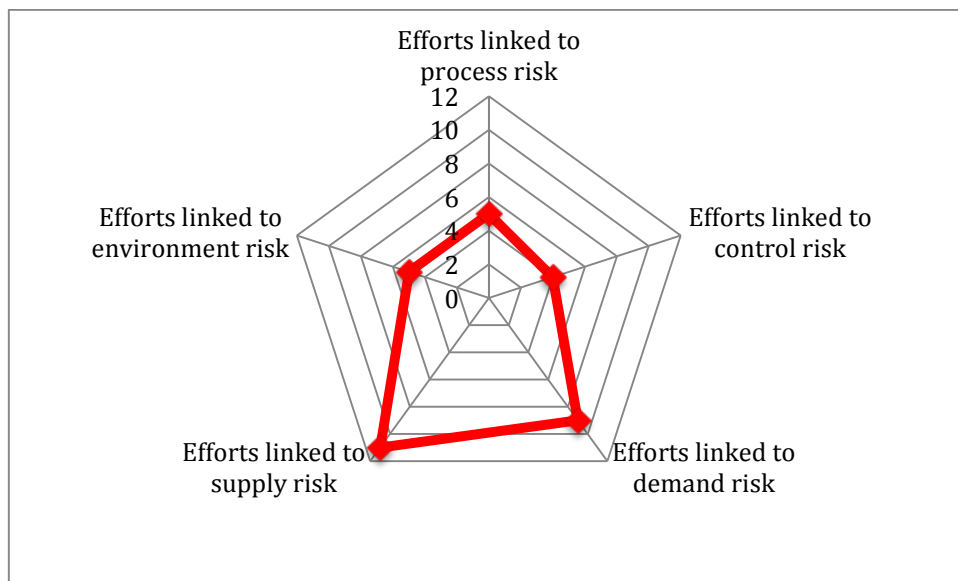 Efforts linked to
process risk
12
10
8
6
4
2
0
Efforts linked to
control risk
Efforts linked to
demand risk
Efforts linked to
supply risk
Efforts linked to
environment risk